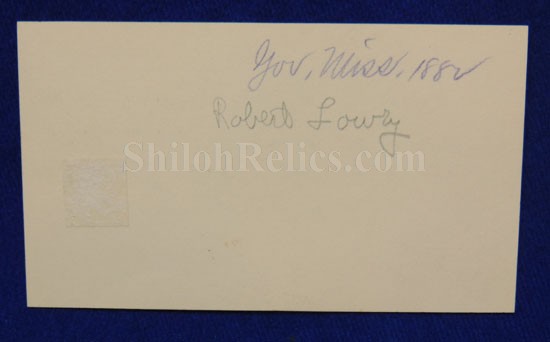 Gov. Miss. 1882
Robert Lowry
ShilohRelics.com